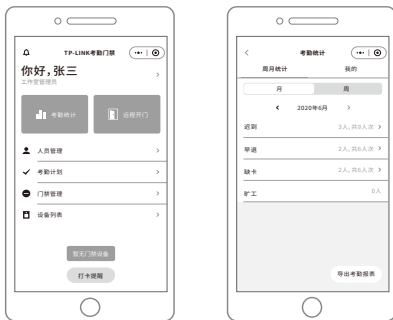 TP-LINK考勤门禁
你好,张三
工作室管理员
考勤统计
远程开门
人员管理
考勤计划
门禁管理
设备列表
暂无门禁设备
打卡提醒
考勤统计
周月统计
我的
月
周
2020年6月
迟到 3人,共8人次
早退 2人,共6人次
缺卡 2人,共6人次
旷工 0人
导出考勤报表